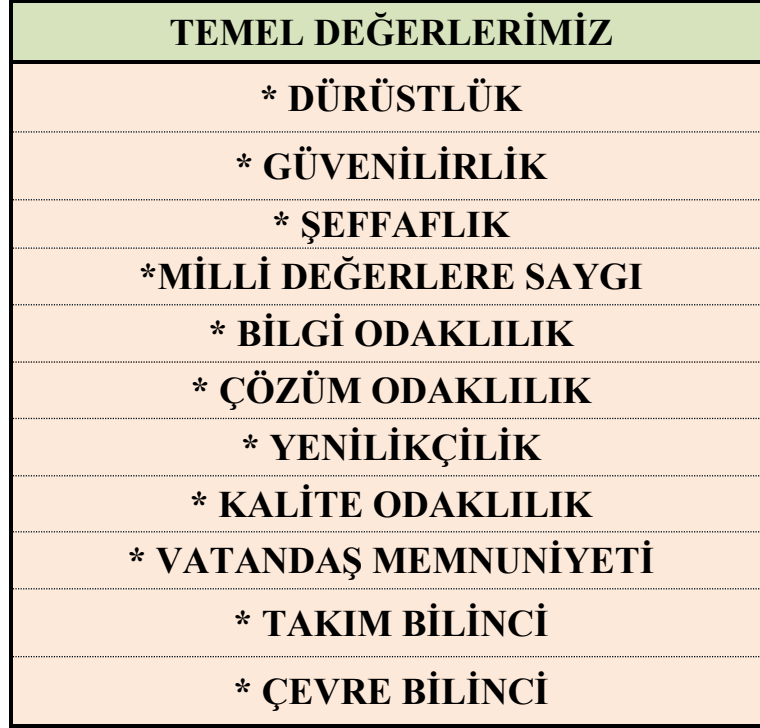 TEMEL DEĞERLERİMİZ
* DÜRÜSTLÜK
* GÜVENİLİRLİK
* ŞEFFAFLIK
*MİLLİ DEĞERLERE SAYGI
* BİLGİ ODAKLILIK
* ÇÖZÜM ODAKLILIK
* YENİLİKÇİLİK
* KALİTE ODAKLILIK
* VATANDAŞ MEMNUNİYETİ
* TAKIM BİLİNCİ
* ÇEVRE BİLİNCİ